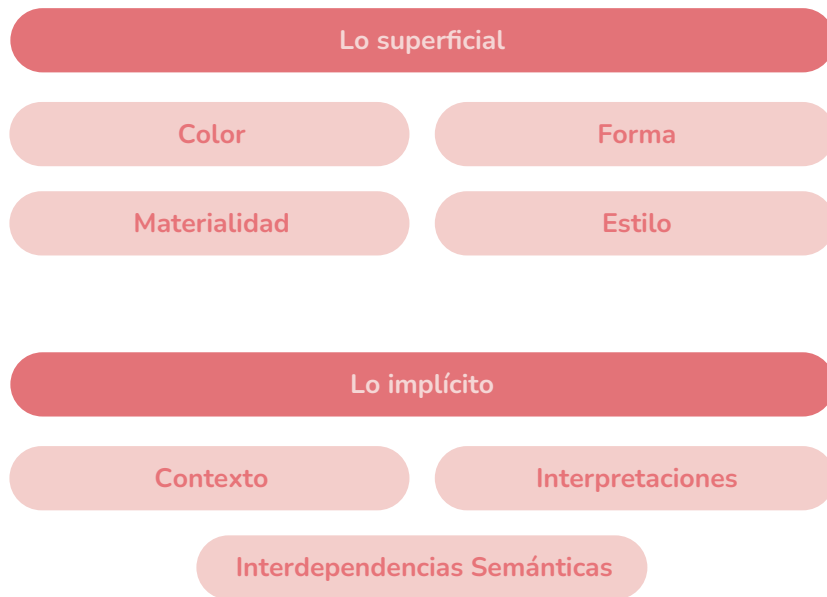 Lo superficial
Color
Forma
Materialidad
Estilo
Lo implícito
Contexto
Interpretaciones
Interdependencias Semánticas